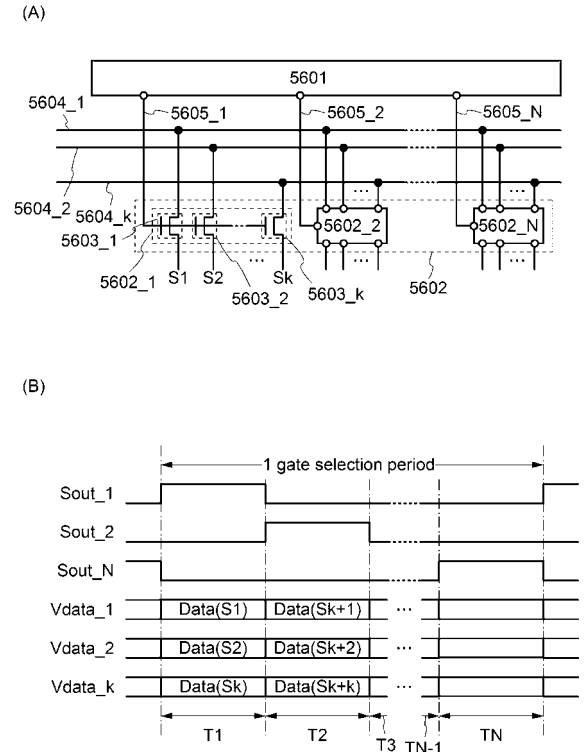 (A)
5601
5604_1
5605_1
5605_2
5605_N
5604_2
5604_k
5603_1
5602_1
S1
S2
...
Sk
5603_2
5603_k
...
5602_2
...
...
5602_N
...
5602
(B)
1 gate selection period
Sout_1
Sout_2
Sout_N
Vdata_1 Data(S1) Data(Sk+1) ...
Vdata_2 Data(S2) Data(Sk+2) ...
Vdata_k Data(Sk) Data(Sk+k) ...
T1 T2 T3 TN-1 TN